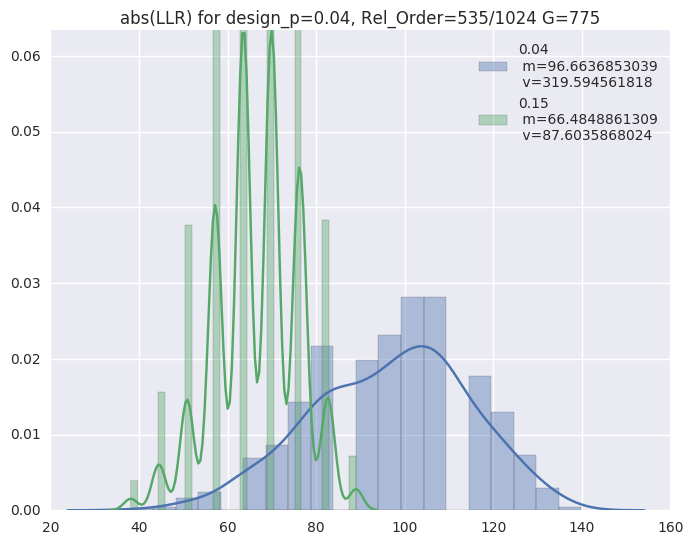 abs(LLR) for design_p=0.04, Rel_Order=535/1024 G=775
0.04
m=96.6636853039
v=319.594561818
0.15
m=66.4848861309
v=87.6035868024
0.06
0.05
0.04
0.03
0.02
0.01
0.00
20 40 60 80 100 120 140 160